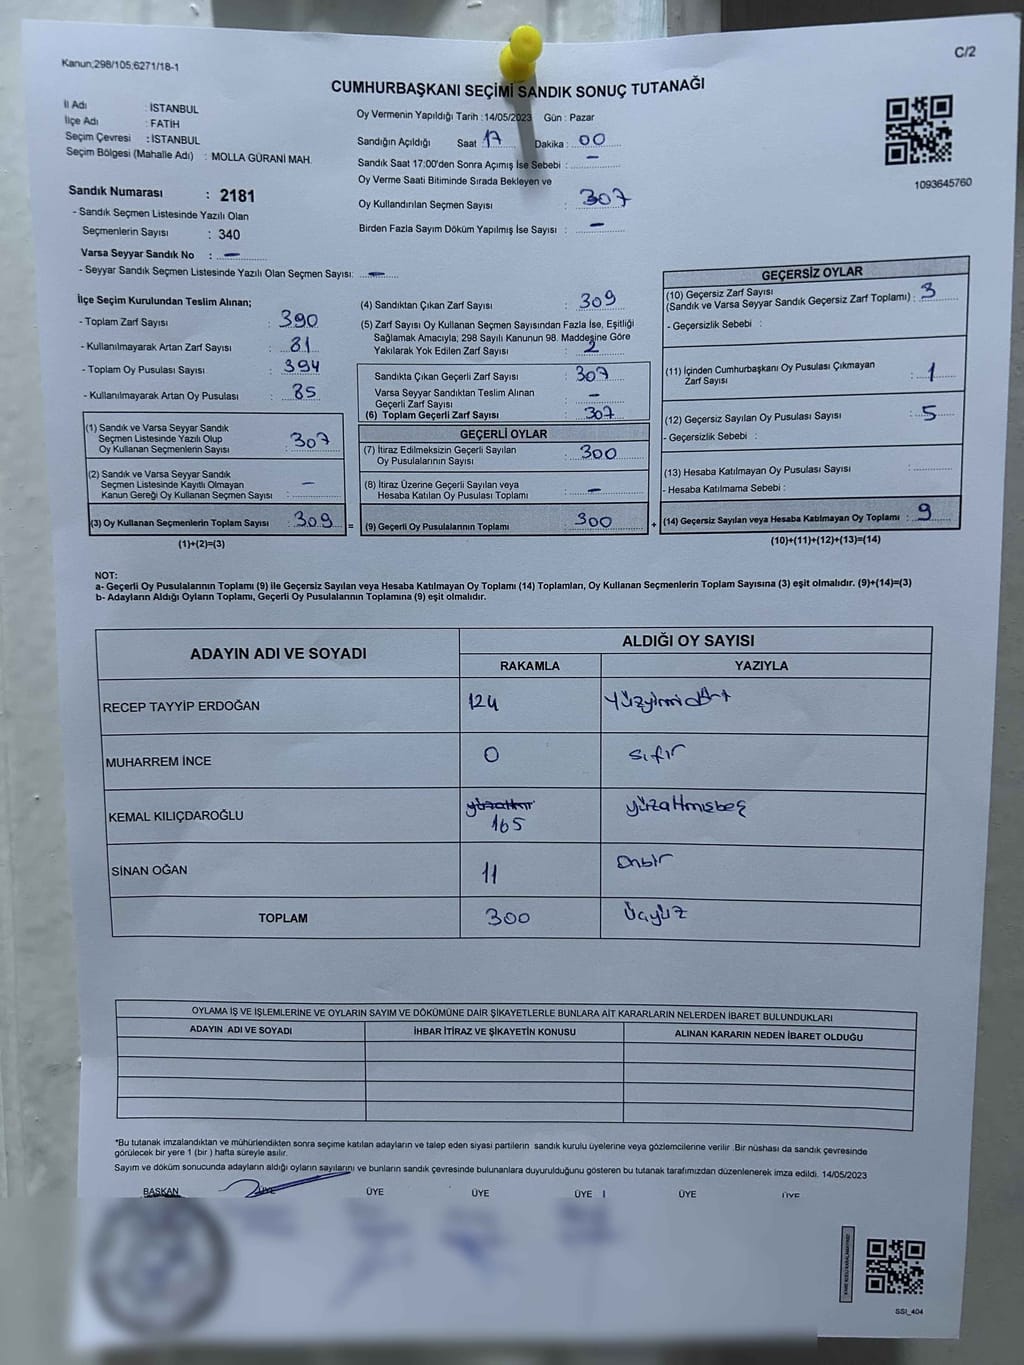 Kanun;298/105;6271/18-1
C/2
CUMHURBAŞKANI SEÇİMİ SANDIK SONUÇ TUTANAĞI
İl Adı : İSTANBUL
İlçe Adı : FATİH
Seçim Çevresi : İSTANBUL
Seçim Bölgesi (Mahalle Adı) : MOLLA GÜRANİ MAH.
Oy Vermenin Yapıldığı Tarih :14/05/2023 Gün : Pazar
Sandığın Açıldığı Saat 17 Dakika : 00
Sandık Saat 17:00'den Sonra Açımış İse Sebebi : –
Oy Verme Saati Bitiminde Sırada Bekleyen ve
Oy Kullandırılan Seçmen Sayısı : 307
Birden Fazla Sayım Döküm Yapılmış İse Sayısı : –
1093645760
Sandık Numarası : 2181
- Sandık Seçmen Listesinde Yazılı Olan
Seçmenlerin Sayısı : 340
Varsa Seyyar Sandık No : –
- Seyyar Sandık Seçmen Listesinde Yazılı Olan Seçmen Sayısı: –
İlçe Seçim Kurulundan Teslim Alınan;
- Toplam Zarf Sayısı : 390
- Kullanılmayarak Artan Zarf Sayısı : 81
- Toplam Oy Pusulası Sayısı : 394
- Kullanılmayarak Artan Oy Pusulası : 85
(1) Sandık ve Varsa Seyyar Sandık
Seçmen Listesinde Yazılı Olup
Oy Kullanan Seçmenlerin Sayısı : 307
(2) Sandık ve Varsa Seyyar Sandık
Seçmen Listesinde Kayıtlı Olmayan
Kanun Gereği Oy Kullanan Seçmen Sayısı : –
(3) Oy Kullanan Seçmenlerin Toplam Sayısı : 309 =
(1)+(2)=(3)
(4) Sandıktan Çıkan Zarf Sayısı : 309
(5) Zarf Sayısı Oy Kullanan Seçmen Sayısından Fazla İse, Eşitliği
Sağlamak Amacıyla; 298 Sayılı Kanunun 98. Maddesine Göre
Yakılarak Yok Edilen Zarf Sayısı : 2
Sandıkta Çıkan Geçerli Zarf Sayısı : 307
Varsa Seyyar Sandıktan Teslim Alınan
Geçerli Zarf Sayısı : –
(6) Toplam Geçerli Zarf Sayısı : 307
GEÇERLİ OYLAR
(7) İtiraz Edilmeksizin Geçerli Sayılan
Oy Pusulalarının Sayısı : 300
(8) İtiraz Üzerine Geçerli Sayılan veya
Hesaba Katılan Oy Pusulası Toplamı : –
(9) Geçerli Oy Pusulalarının Toplamı : 300 +
GEÇERSİZ OYLAR
(10) Geçersiz Zarf Sayısı
(Sandık ve Varsa Seyyar Sandık Geçersiz Zarf Toplamı) : 3
- Geçersizlik Sebebi :
(11) İçinden Cumhurbaşkanı Oy Pusulası Çıkmayan
Zarf Sayısı : 1
(12) Geçersiz Sayılan Oy Pusulası Sayısı : 5
- Geçersizlik Sebebi :
(13) Hesaba Katılmayan Oy Pusulası Sayısı :
- Hesaba Katılmama Sebebi :
(14) Geçersiz Sayılan veya Hesaba Katılmayan Oy Toplamı : 9
(10)+(11)+(12)+(13)=(14)
NOT:
a- Geçerli Oy Pusulalarının Toplamı (9) ile Geçersiz Sayılan veya Hesaba Katılmayan Oy Toplamı (14) Toplamları, Oy Kullanan Seçmenlerin Toplam Sayısına (3) eşit olmalıdır. (9)+(14)=(3)
b- Adayların Aldığı Oyların Toplamı, Geçerli Oy Pusulalarının Toplamına (9) eşit olmalıdır.
ADAYIN ADI VE SOYADI
ALDIĞI OY SAYISI
RAKAMLA YAZIYLA
RECEP TAYYİP ERDOĞAN 124 Yüzyirmidört
MUHARREM İNCE 0 sıfır
KEMAL KILIÇDAROĞLU 165 yüzaltmışbeş
SİNAN OĞAN 11 onbir
TOPLAM 300 Üçyüz
OYLAMA İŞ VE İŞLEMLERİNE VE OYLARIN SAYIM VE DÖKÜMÜNE DAİR ŞİKAYETLERLE BUNLARA AİT KARARLARIN NELERDEN İBARET BULUNDUKLARI
ADAYIN ADI VE SOYADI İHBAR İTİRAZ VE ŞİKAYETİN KONUSU ALINAN KARARIN NEDEN İBARET OLDUĞU
*Bu tutanak imzalandıktan ve mühürlendikten sonra seçime katılan adayların ve talep eden siyasi partilerin sandık kurulu üyelerine veya gözlemcilerine verilir .Bir nüshası da sandık çevresinde
görülecek bir yere 1 (bir ) hafta süreyle asılır.
Sayım ve döküm sonucunda adayların aldığı oyların sayılarını ve bunların sandık çevresinde bulunanlara duyurulduğunu gösteren bu tutanak tarafımızdan düzenlenerek imza edildi. 14/05/2023
BAŞKAN ÜYE ÜYE ÜYE ÜYE ÜYE ÜYE
SSI_404